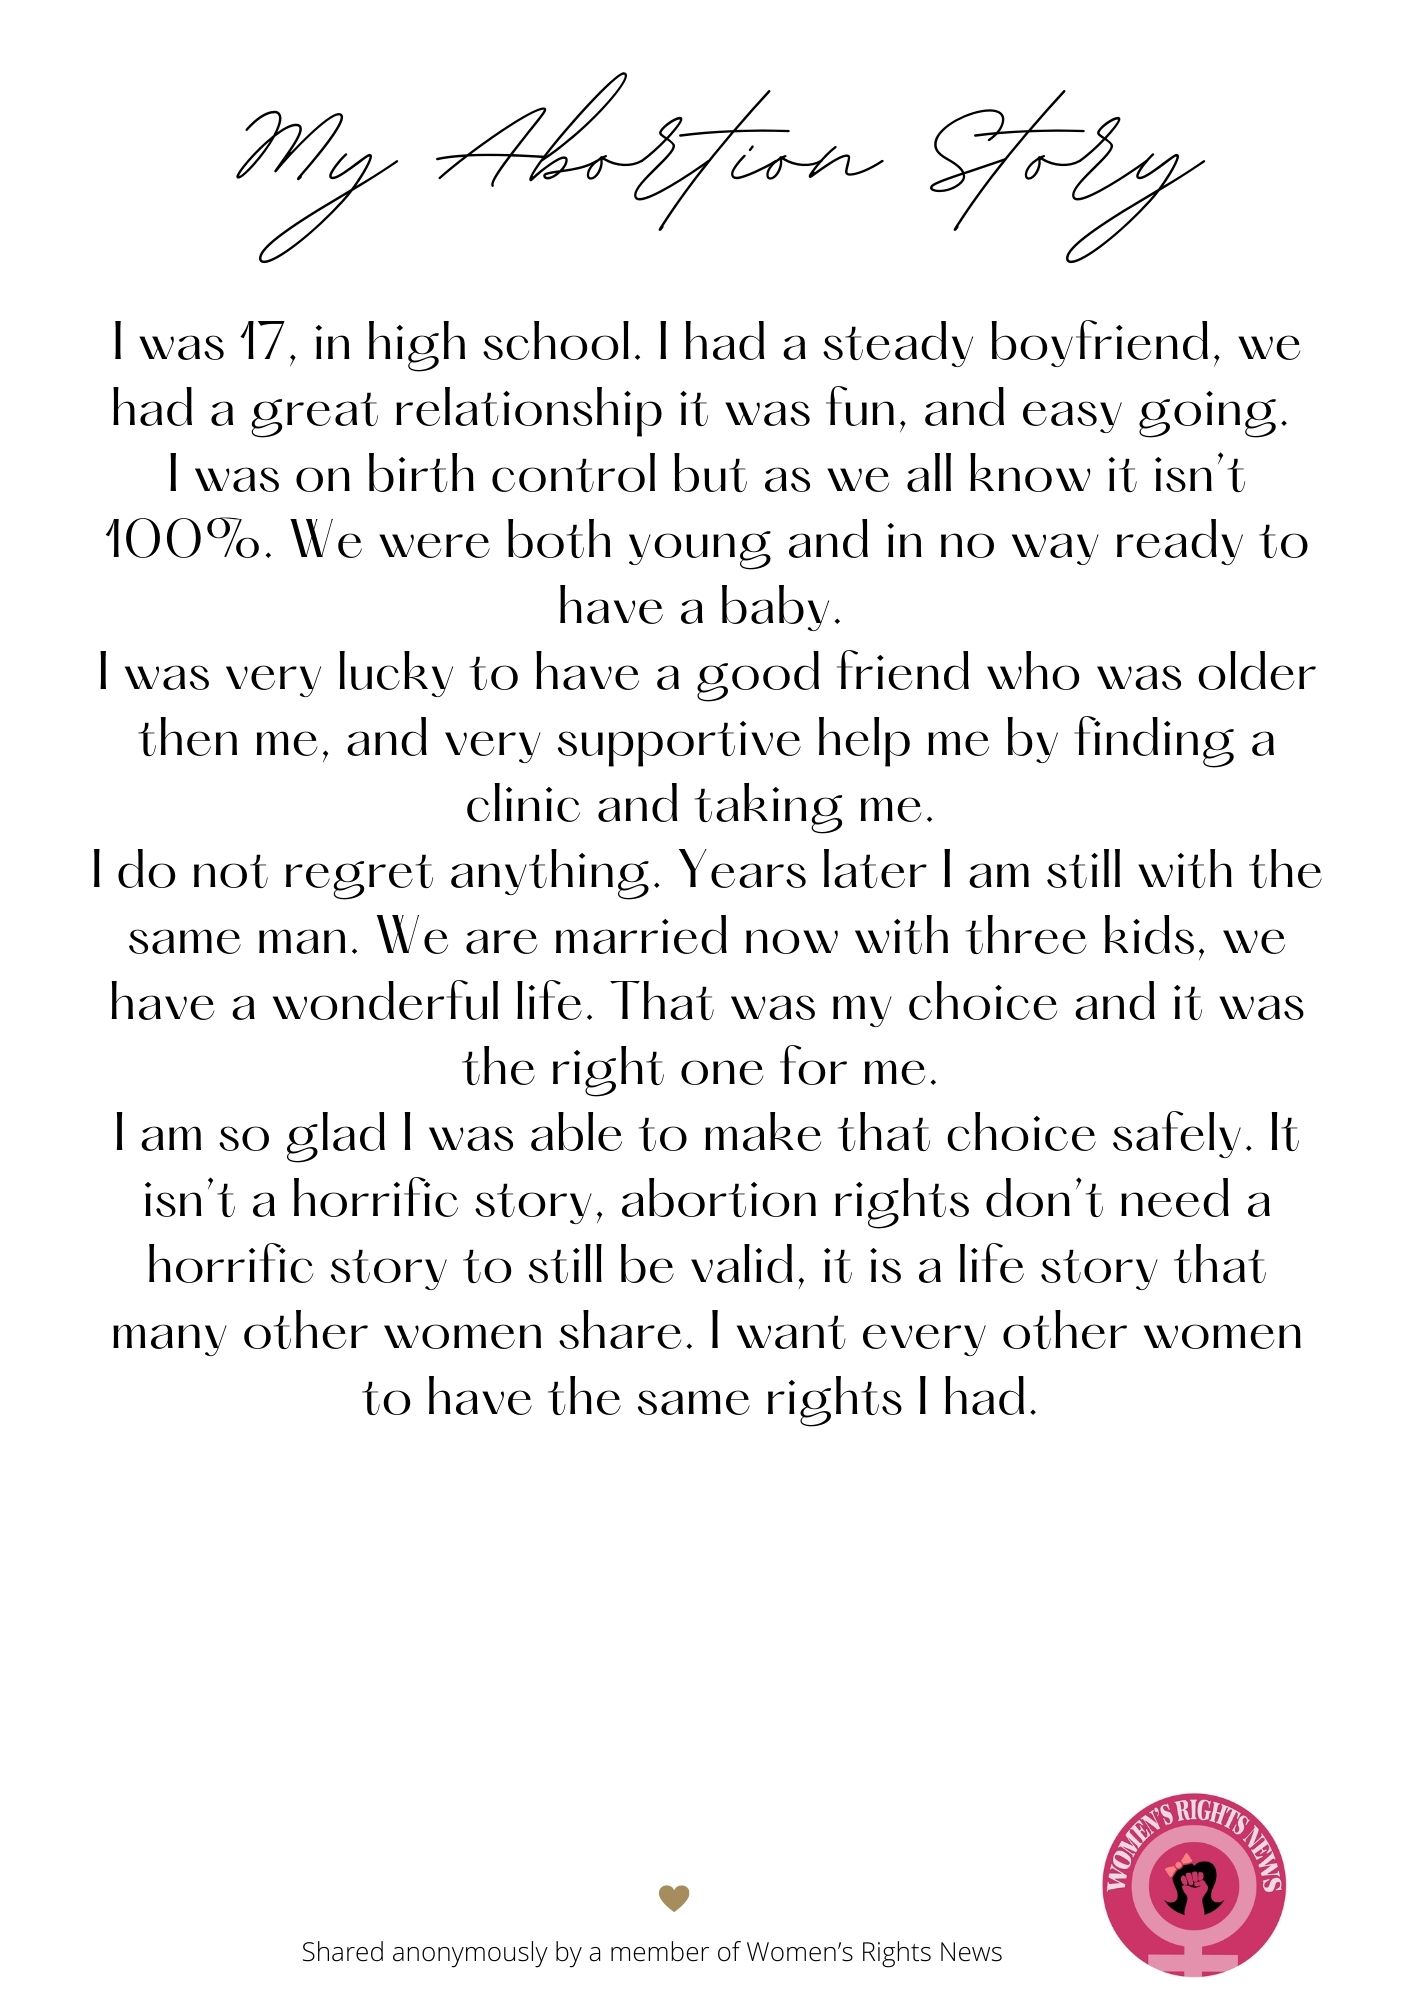 My Abortion Story
I was 17, in high school. I had a steady boyfriend, we
had a great relationship it was fun, and easy going.
I was on birth control but as we all know it isn't
100%. We were both young and in no way ready to
have a baby.
I was very lucky to have a good friend who was older
then me, and very supportive help me by finding a
clinic and taking me.
I do not regret anything. Years later I am still with the
same man. We are married now with three kids, we
have a wonderful life. That was my choice and it was
the right one for me.
I am so glad I was able to make that choice safely. It
isn't a horrific story, abortion rights don't need a
horrific story to still be valid, it is a life story that
many other women share. I want every other women
to have the same rights I had.
WOMEN'S RIGHTS NEWS
Shared anonymously by a member of Women's Rights News